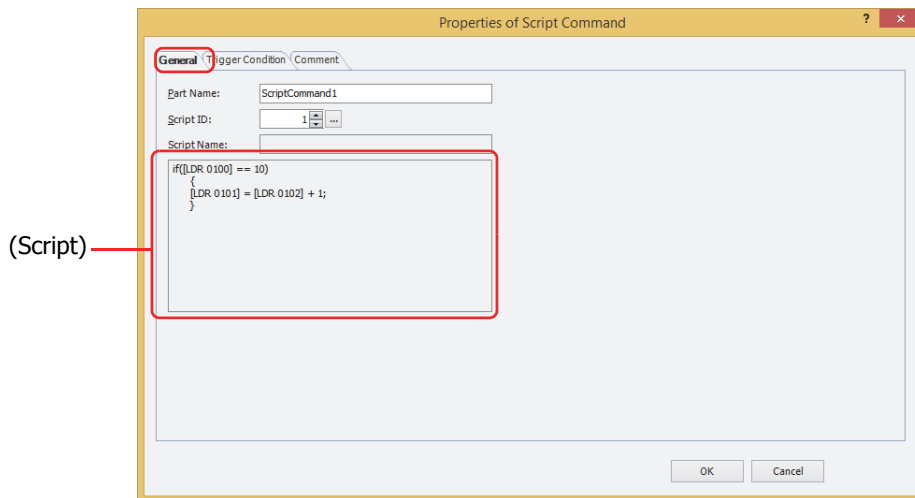 Properties of Script Command
? ×
General Trigger Condition Comment
Part Name: ScriptCommand1
Script ID: 1 ...
Script Name:
if([LDR 0100] == 10)
{
[LDR 0101] = [LDR 0102] + 1;
}
(Script)
OK Cancel